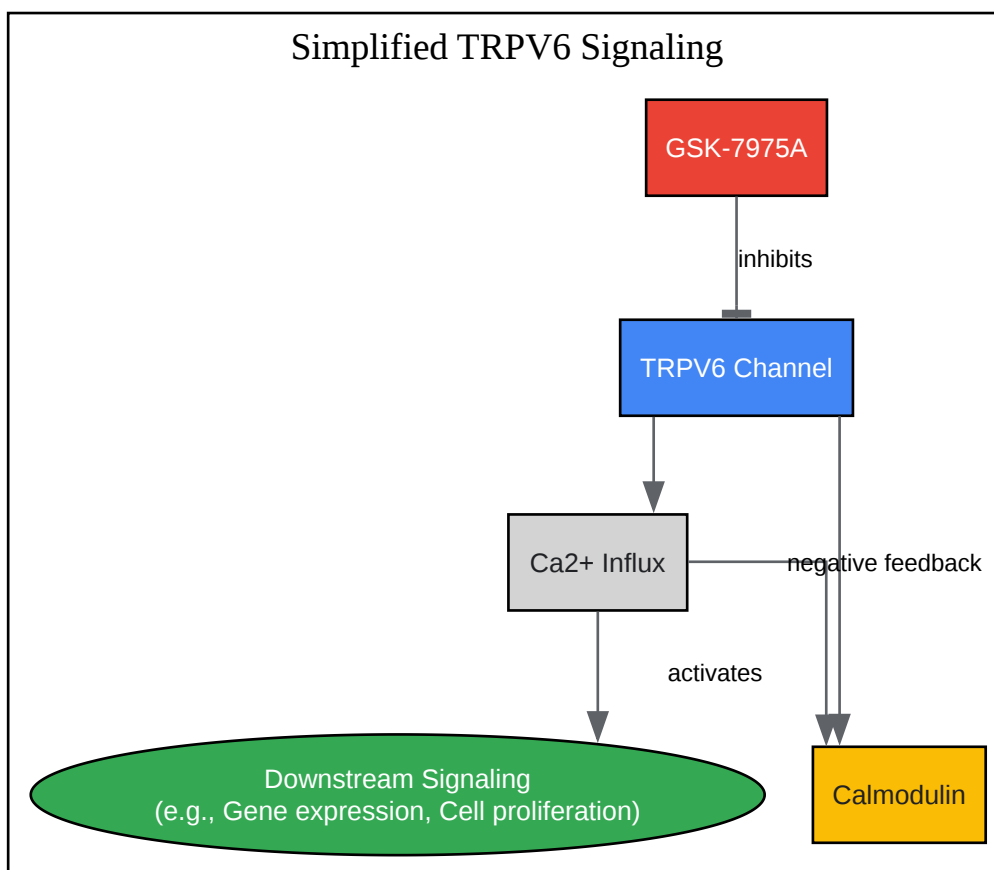 Simplified TRPV6 Signaling
GSK-7975A
inhibits
TRPV6 Channel
Ca2+ Influx
negative feedback
activates
Downstream Signaling
(e.g., Gene expression, Cell proliferation)
Calmodulin